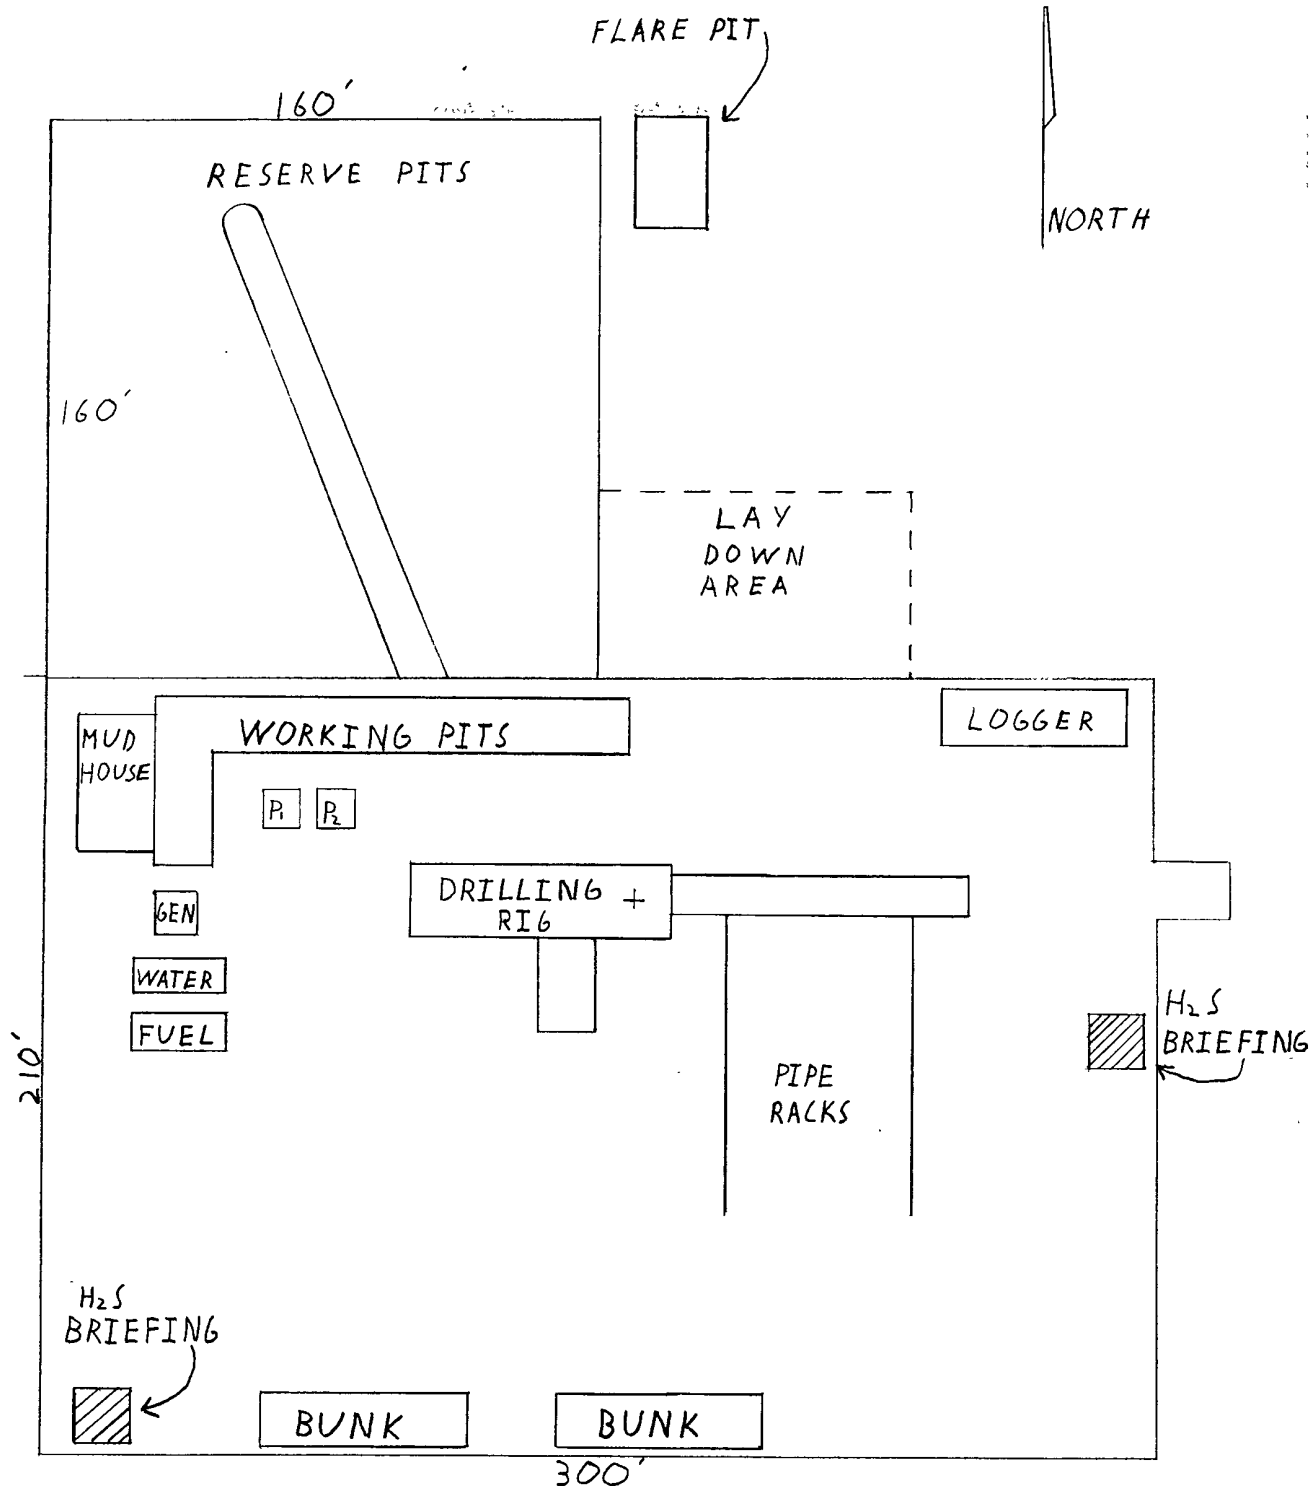 FLARE PIT
160'
RESERVE PITS
NORTH
160'
LAY
DOWN
AREA
MUD
HOUSE
WORKING PITS
LOGGER
P1
P2
DRILLING
RIG
GEN
WATER
FUEL
H2S
BRIEFING
210'
PIPE
RACKS
H2S
BRIEFING
BUNK
BUNK
300'